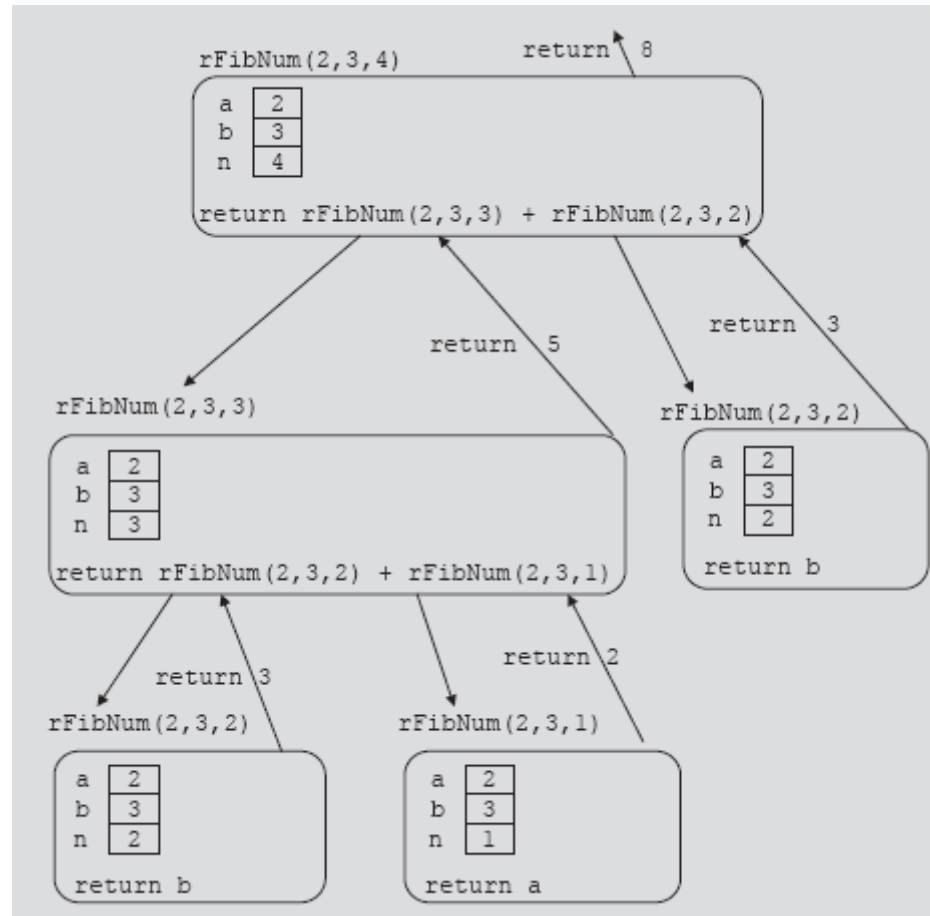 rFibNum(2,3,4)
return 8
a 2
b 3
n 4
return rFibNum(2,3,3) + rFibNum(2,3,2)
return 5
return 3
rFibNum(2,3,3)
a 2
b 3
n 3
return rFibNum(2,3,2) + rFibNum(2,3,1)
rFibNum(2,3,2)
a 2
b 3
n 2
return b
return 3
return 2
rFibNum(2,3,2)
a 2
b 3
n 2
return b
rFibNum(2,3,1)
a 2
b 3
n 1
return a